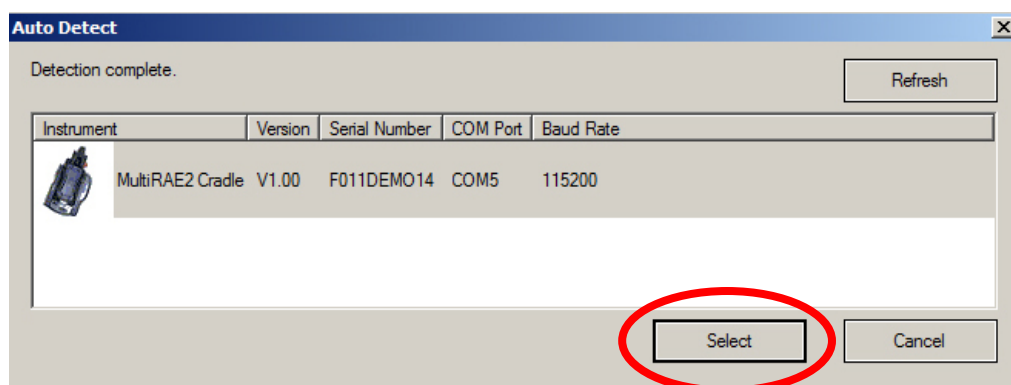 Auto Detect
Detection complete.
Refresh
Instrument Version Serial Number COM Port Baud Rate
MultiRAE2 Cradle V1.00 F011DEMO14 COM5 115200
Select Cancel